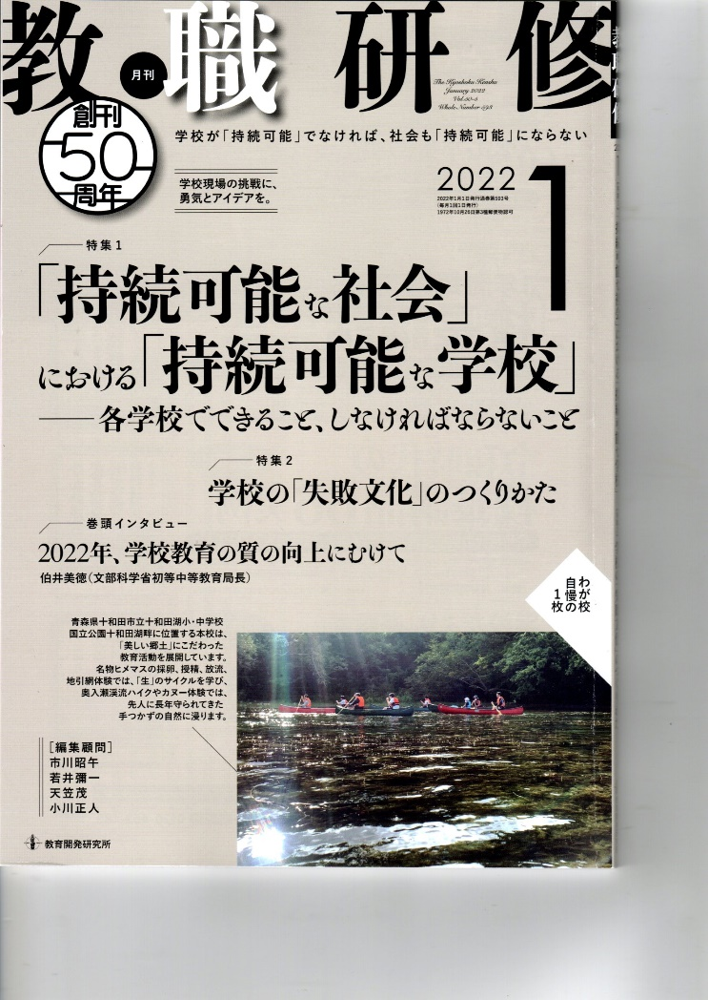 教職研修
月刊
The Kyoshoku Kenshu
January 2022
Vol.50-5
Whole Number 593
創刊
50
周年
学校が「持続可能」でなければ、社会も「持続可能」にならない
学校現場の挑戦に、
勇気とアイデアを。
2022
1
2022年1月1日発行通巻第593号
(毎月1回1日発行)
1972年10月26日第3種郵便物認可
特集1
「持続可能な社会」
における「持続可能な学校」
――各学校でできること、しなければならないこと
特集2
学校の「失敗文化」のつくりかた
巻頭インタビュー
2022年、学校教育の質の向上にむけて
伯井美徳(文部科学省初等中等教育局長)
わが校
自慢の
1枚
青森県十和田市立十和田湖小・中学校
国立公園十和田湖畔に位置する本校は、
「美しい郷土」にこだわった
教育活動を展開しています。
名物ヒメマスの採卵、授精、放流、
地引網体験では、「生」のサイクルを学び、
奥入瀬渓流ハイクやカヌー体験では、
先人に長年守られてきた
手つかずの自然に浸ります。
[編集顧問]
市川昭午
若井彌一
天笠茂
小川正人
教育開発研究所